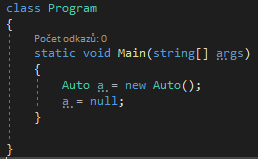 class Program
{
Počet odkazů: 0
static void Main(string[] args)
{
Auto a = new Auto();
a = null;
}
}